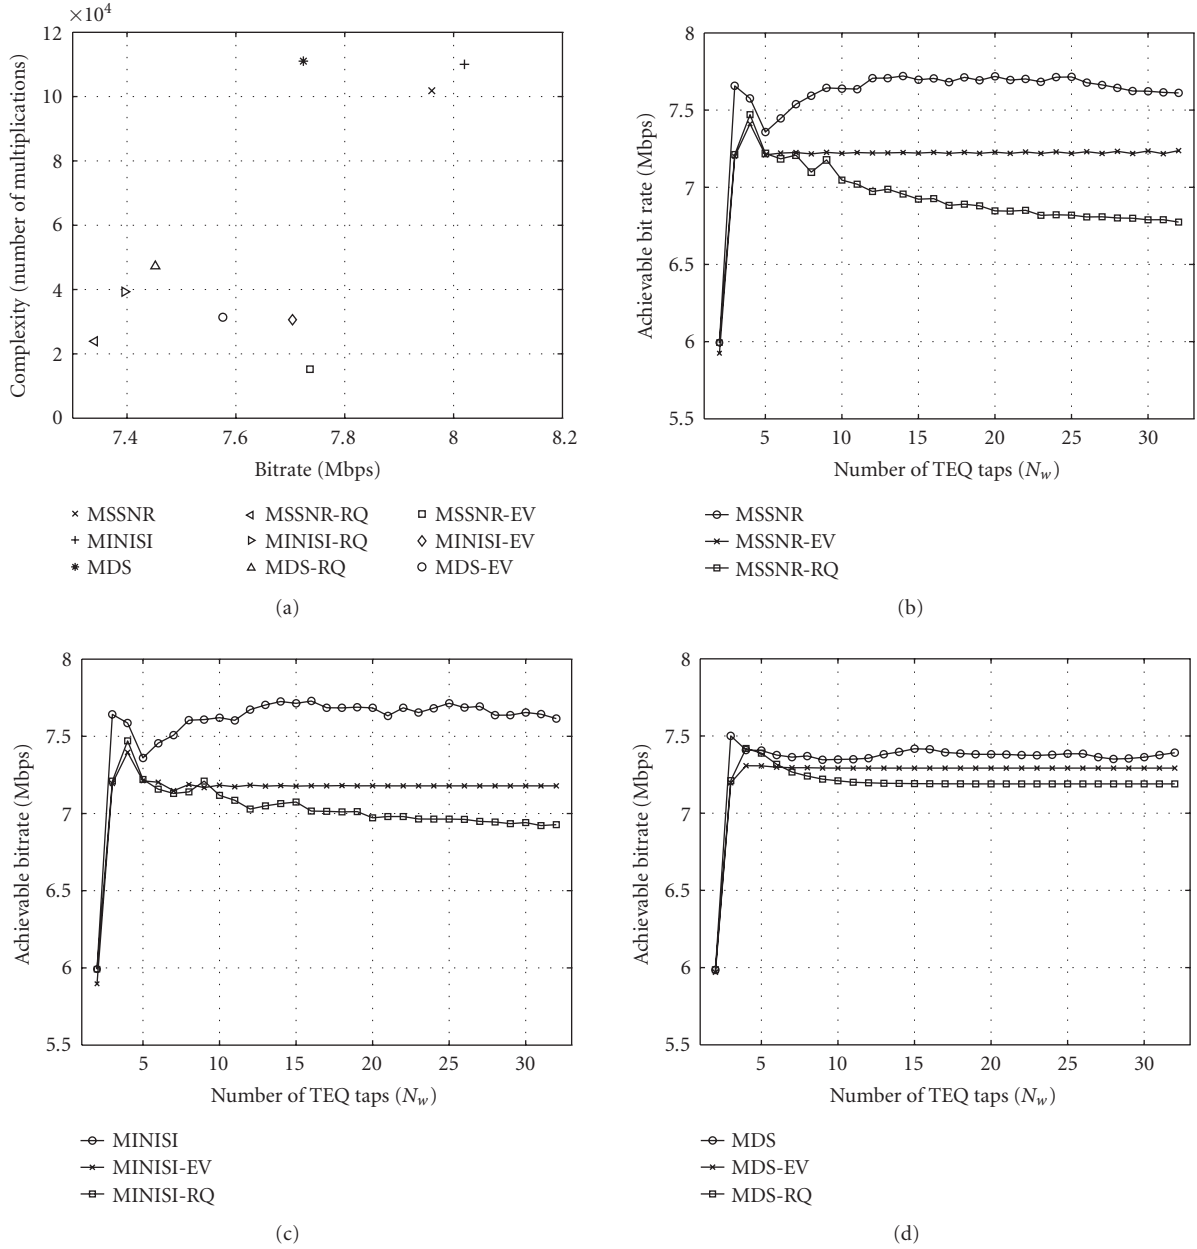 ×10⁴
12
10
8
6
4
2
0
Complexity (number of multiplications)
7.4 7.6 7.8 8 8.2
Bitrate (Mbps)
× MSSNR
+ MINISI
∗ MDS
◁ MSSNR-RQ
▷ MINISI-RQ
△ MDS-RQ
□ MSSNR-EV
◇ MINISI-EV
○ MDS-EV
(a)
8
7.5
7
6.5
6
5.5
Achievable bit rate (Mbps)
5 10 15 20 25 30
Number of TEQ taps (N_w)
MSSNR
MSSNR-EV
MSSNR-RQ
(b)
8
7.5
7
6.5
6
5.5
Achievable bitrate (Mbps)
5 10 15 20 25 30
Number of TEQ taps (N_w)
MINISI
MINISI-EV
MINISI-RQ
(c)
8
7.5
7
6.5
6
5.5
Achievable bitrate (Mbps)
5 10 15 20 25 30
Number of TEQ taps (N_w)
MDS
MDS-EV
MDS-RQ
(d)